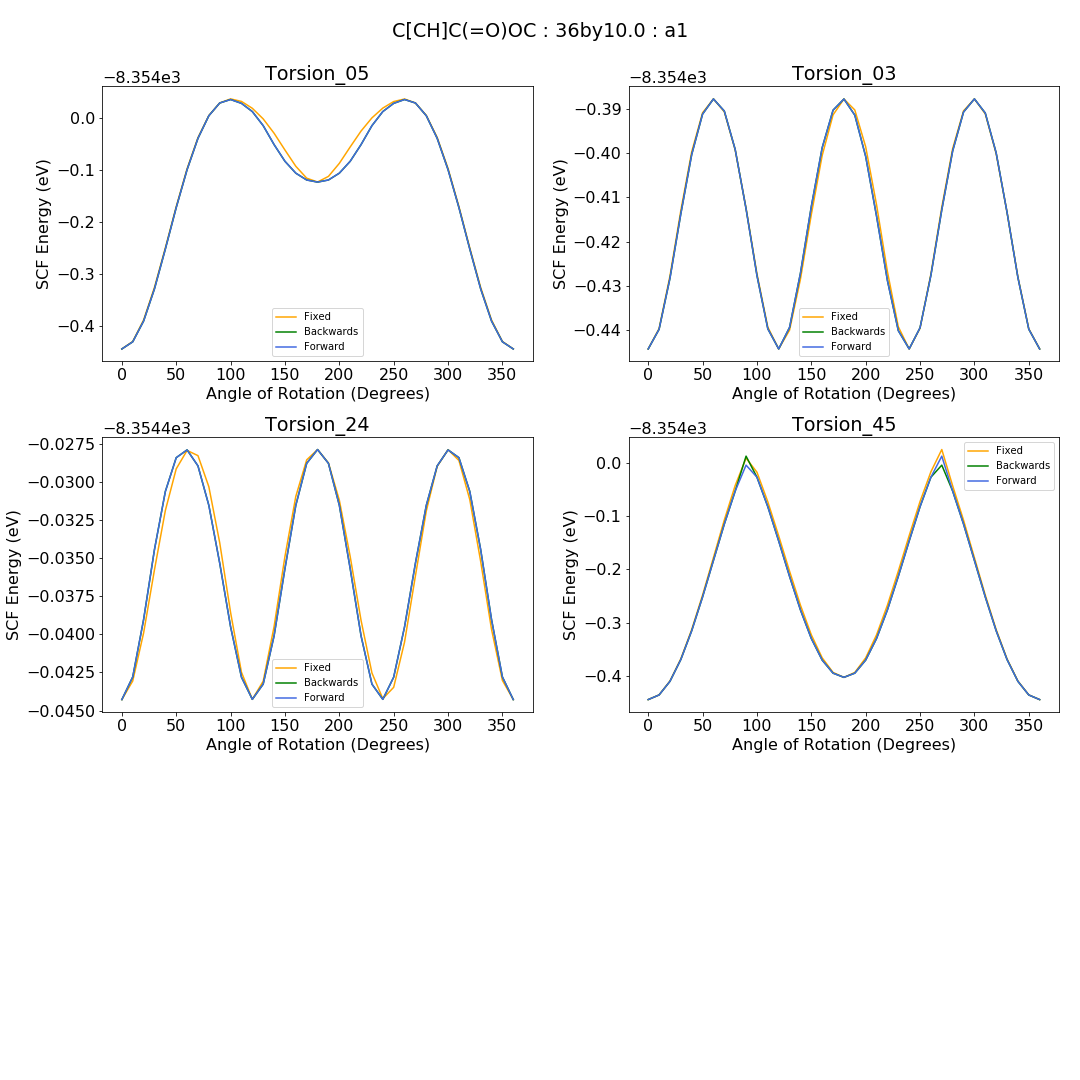 C[CH]C(=O)OC : 36by10.0 : a1
−8.354e3
Torsion_05
0.0
−0.1
−0.2
−0.3
−0.4
SCF Energy (eV)
Fixed
Backwards
Forward
0 50 100 150 200 250 300 350
Angle of Rotation (Degrees)
−8.354e3
Torsion_03
−0.39
−0.40
−0.41
−0.42
−0.43
−0.44
SCF Energy (eV)
Fixed
Backwards
Forward
0 50 100 150 200 250 300 350
Angle of Rotation (Degrees)
−8.3544e3
Torsion_24
−0.0275
−0.0300
−0.0325
−0.0350
−0.0375
−0.0400
−0.0425
−0.0450
SCF Energy (eV)
Fixed
Backwards
Forward
0 50 100 150 200 250 300 350
Angle of Rotation (Degrees)
−8.354e3
Torsion_45
0.0
−0.1
−0.2
−0.3
−0.4
SCF Energy (eV)
Fixed
Backwards
Forward
0 50 100 150 200 250 300 350
Angle of Rotation (Degrees)